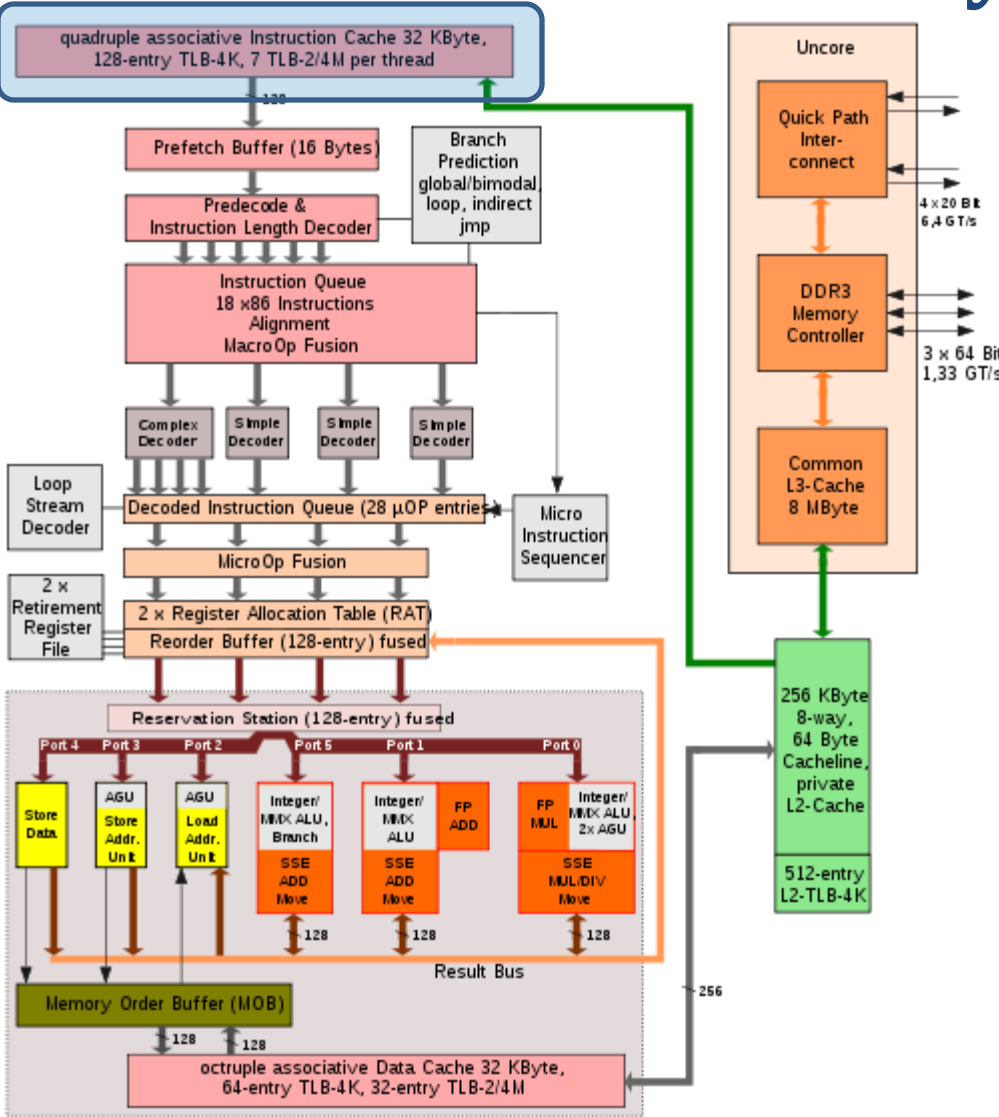 y
quadruple associative Instruction Cache 32 KByte,
128-entry TLB-4K, 7 TLB-2/4M per thread
128
Prefetch Buffer (16 Bytes)
Predecode &
Instruction Length Decoder
Branch
Prediction
global/bimodal,
loop, indirect
jmp
Instruction Queue
18 x86 Instructions
Alignment
MacroOp Fusion
Complex
Decoder
Simple
Decoder
Simple
Decoder
Simple
Decoder
Loop
Stream
Decoder
Decoded Instruction Queue (28 µOP entries)
Micro
Instruction
Sequencer
MicroOp Fusion
2 x
Retirement
Register
File
2 x Register Allocation Table (RAT)
Reorder Buffer (128-entry) fused
Reservation Station (128-entry) fused
Port 4
Port 3
Port 2
Port 5
Port 1
Port 0
Store
Data
AGU
Store
Addr.
Unit
AGU
Load
Addr.
Unit
Integer/
MMX ALU,
Branch
SSE
ADD
Move
Integer/
MMX
ALU
SSE
ADD
Move
FP
ADD
FP
MUL
Integer/
MMX ALU,
2x AGU
SSE
MUL/DIV
Move
128
128
128
Result Bus
Memory Order Buffer (MOB)
128
128
octruple associative Data Cache 32 KByte,
64-entry TLB-4K, 32-entry TLB-2/4M
256
Uncore
Quick Path
Inter-
connect
4 x 20 Bit
6,4 GT/s
DDR3
Memory
Controller
3 x 64 Bit
1,33 GT/s
Common
L3-Cache
8 MByte
256 KByte
8-way,
64 Byte
Cacheline,
private
L2-Cache
512-entry
L2-TLB-4K